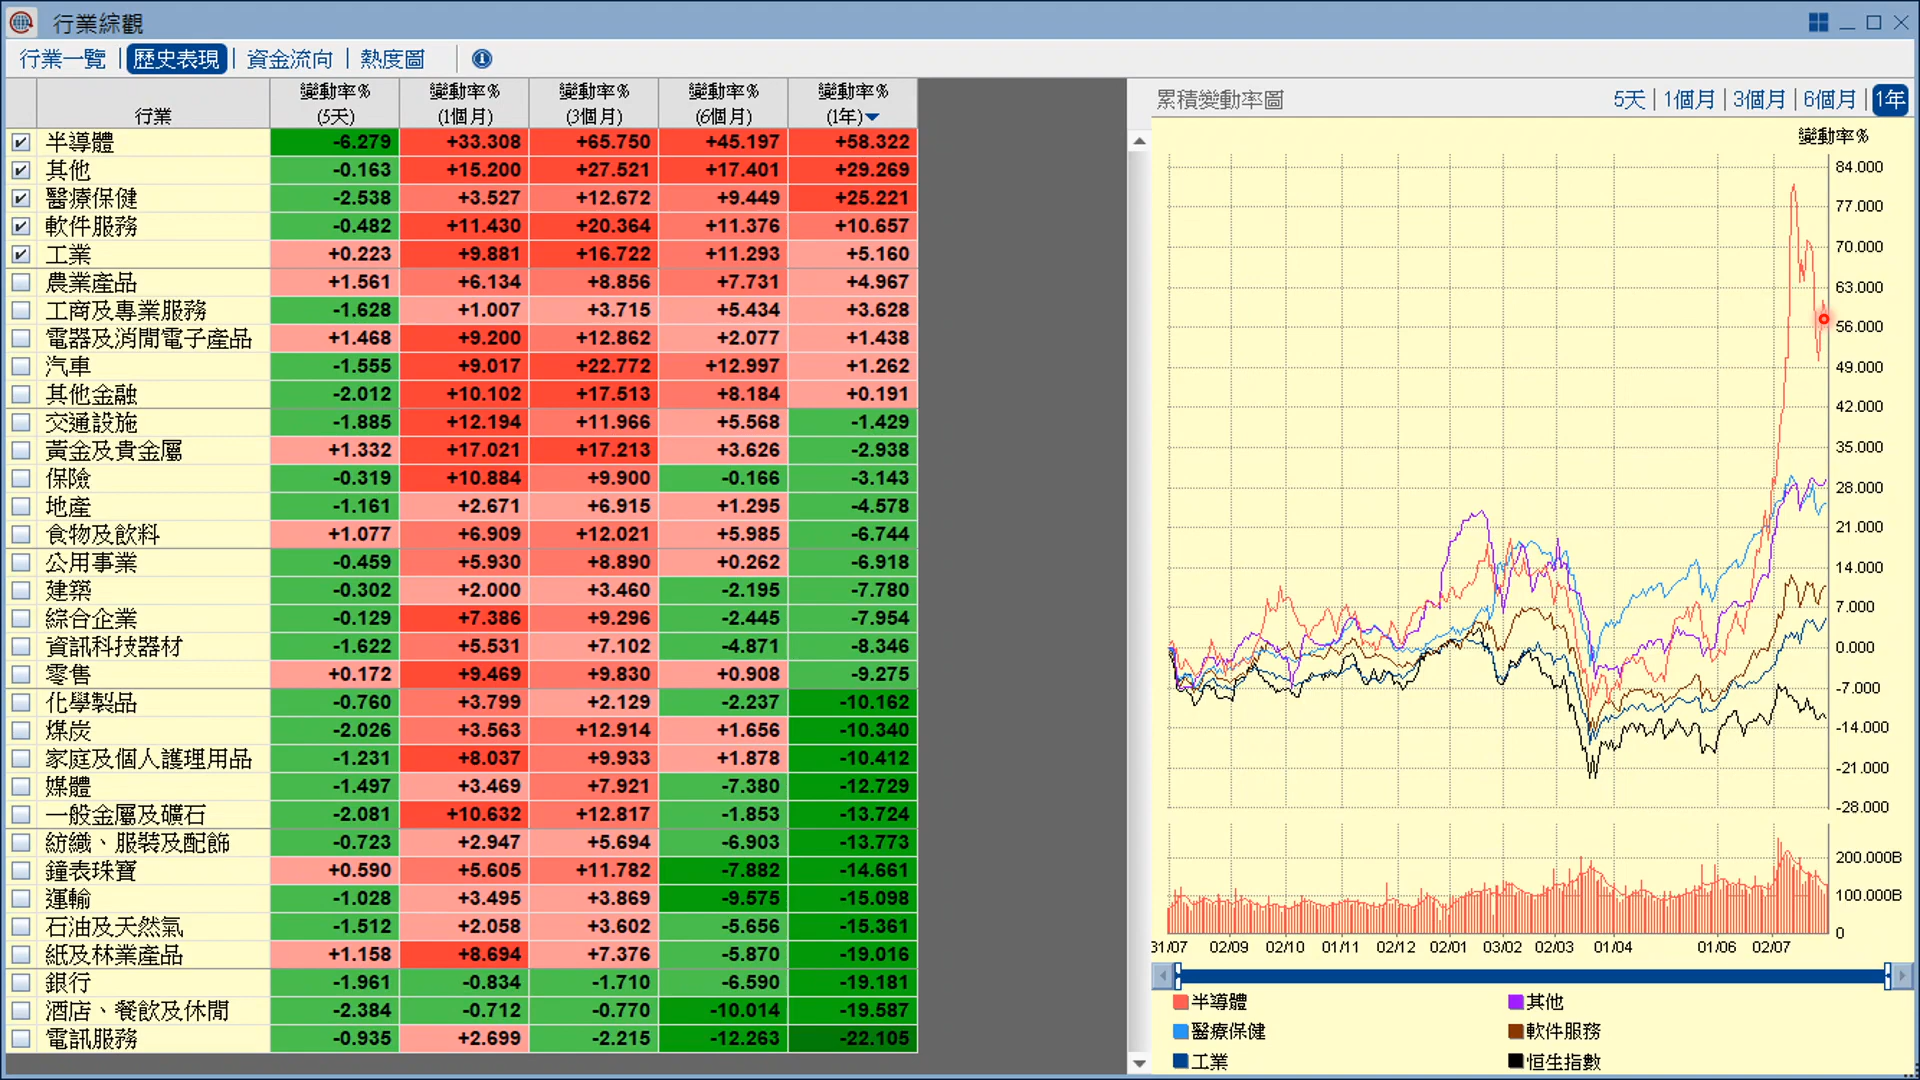 行業綜觀
行業一覽 | 歷史表現 | 資金流向 | 熱度圖
行業 變動率%(5天) 變動率%(1個月) 變動率%(3個月) 變動率%(6個月) 變動率%(1年)
半導體 -6.279 +33.308 +65.750 +45.197 +58.322
其他 -0.163 +15.200 +27.521 +17.401 +29.269
醫療保健 -2.538 +3.527 +12.672 +9.449 +25.221
軟件服務 -0.482 +11.430 +20.364 +11.376 +10.657
工業 +0.223 +9.881 +16.722 +11.293 +5.160
農業產品 +1.561 +6.134 +8.856 +7.731 +4.967
工商及專業服務 -1.628 +1.007 +3.715 +5.434 +3.628
電器及消閒電子產品 +1.468 +9.200 +12.862 +2.077 +1.438
汽車 -1.555 +9.017 +22.772 +12.997 +1.262
其他金融 -2.012 +10.102 +17.513 +8.184 +0.191
交通設施 -1.885 +12.194 +11.966 +5.568 -1.429
黃金及貴金屬 +1.332 +17.021 +17.213 +3.626 -2.938
保險 -0.319 +10.884 +9.900 -0.166 -3.143
地產 -1.161 +2.671 +6.915 +1.295 -4.578
食物及飲料 +1.077 +6.909 +12.021 +5.985 -6.744
公用事業 -0.459 +5.930 +8.890 +0.262 -6.918
建築 -0.302 +2.000 +3.460 -2.195 -7.780
綜合企業 -0.129 +7.386 +9.296 -2.445 -7.954
資訊科技器材 -1.622 +5.531 +7.102 -4.871 -8.346
零售 +0.172 +9.469 +9.830 +0.908 -9.275
化學製品 -0.760 +3.799 +2.129 -2.237 -10.162
煤炭 -2.026 +3.563 +12.914 +1.656 -10.340
家庭及個人護理用品 -1.231 +8.037 +9.933 +1.878 -10.412
媒體 -1.497 +3.469 +7.921 -7.380 -12.729
一般金屬及礦石 -2.081 +10.632 +12.817 -1.853 -13.724
紡織、服裝及配飾 -0.723 +2.947 +5.694 -6.903 -13.773
鐘表珠寶 +0.590 +5.605 +11.782 -7.882 -14.661
運輸 -1.028 +3.495 +3.869 -9.575 -15.098
石油及天然氣 -1.512 +2.058 +3.602 -5.656 -15.361
紙及林業產品 +1.158 +8.694 +7.376 -5.870 -19.016
銀行 -1.961 -0.834 -1.710 -6.590 -19.181
酒店、餐飲及休閒 -2.384 -0.712 -0.770 -10.014 -19.587
電訊服務 -0.935 +2.699 -2.215 -12.263 -22.105
累積變動率圖 5天 | 1個月 | 3個月 | 6個月 | 1年
變動率%
84.000
77.000
70.000
63.000
56.000
49.000
42.000
35.000
28.000
21.000
14.000
7.000
0.000
-7.000
-14.000
-21.000
-28.000
200.000B
100.000B
0
31/07 02/09 02/10 01/11 02/12 02/01 03/02 02/03 01/04 01/06 02/07
半導體 其他
醫療保健 軟件服務
工業 恒生指數